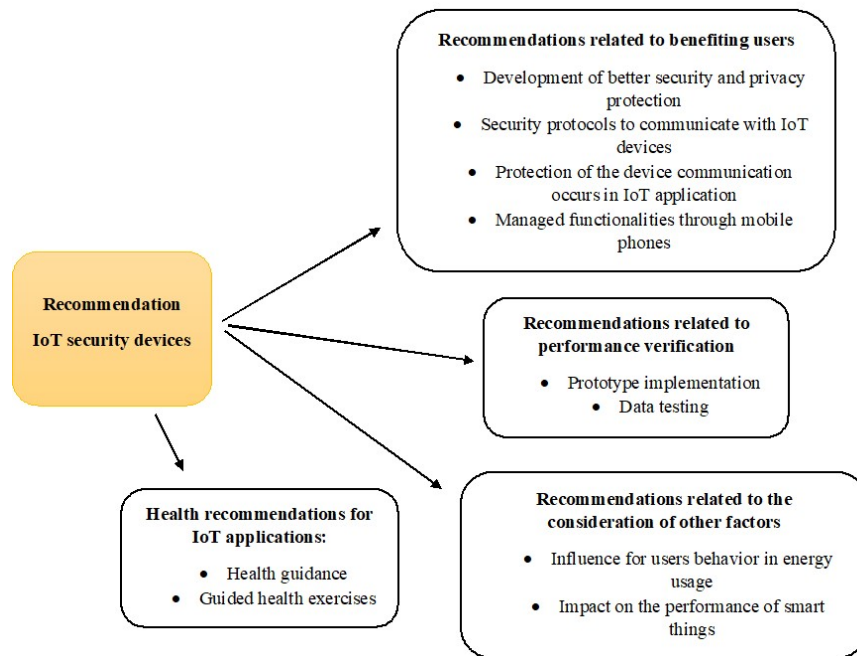 Recommendations related to benefiting users
• Development of better security and privacy
protection
• Security protocols to communicate with IoT
devices
• Protection of the device communication
occurs in IoT application
• Managed functionalities through mobile
phones
Recommendation
IoT security devices
Recommendations related to
performance verification
• Prototype implementation
• Data testing
Health recommendations for
IoT applications:
• Health guidance
• Guided health exercises
Recommendations related to the
consideration of other factors
• Influence for users behavior in energy
usage
• Impact on the performance of smart
things